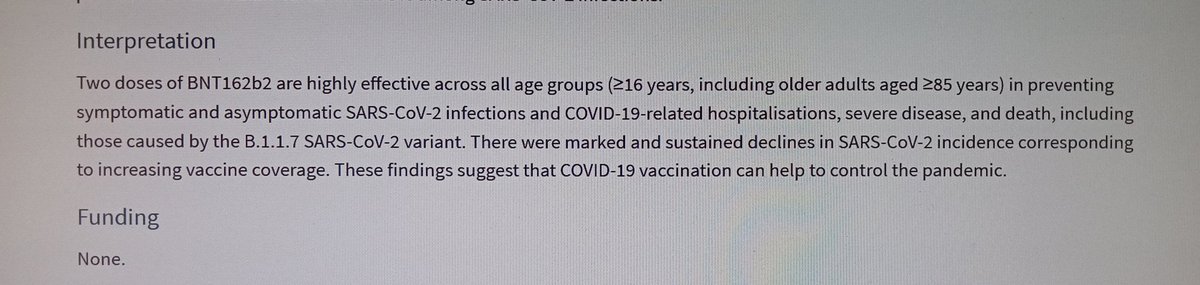 Interpretation
Two doses of BNT162b2 are highly effective across all age groups (≥16 years, including older adults aged ≥85 years) in preventing
symptomatic and asymptomatic SARS-CoV-2 infections and COVID-19-related hospitalisations, severe disease, and death, including
those caused by the B.1.1.7 SARS-CoV-2 variant. There were marked and sustained declines in SARS-CoV-2 incidence corresponding
to increasing vaccine coverage. These findings suggest that COVID-19 vaccination can help to control the pandemic.
Funding
None.